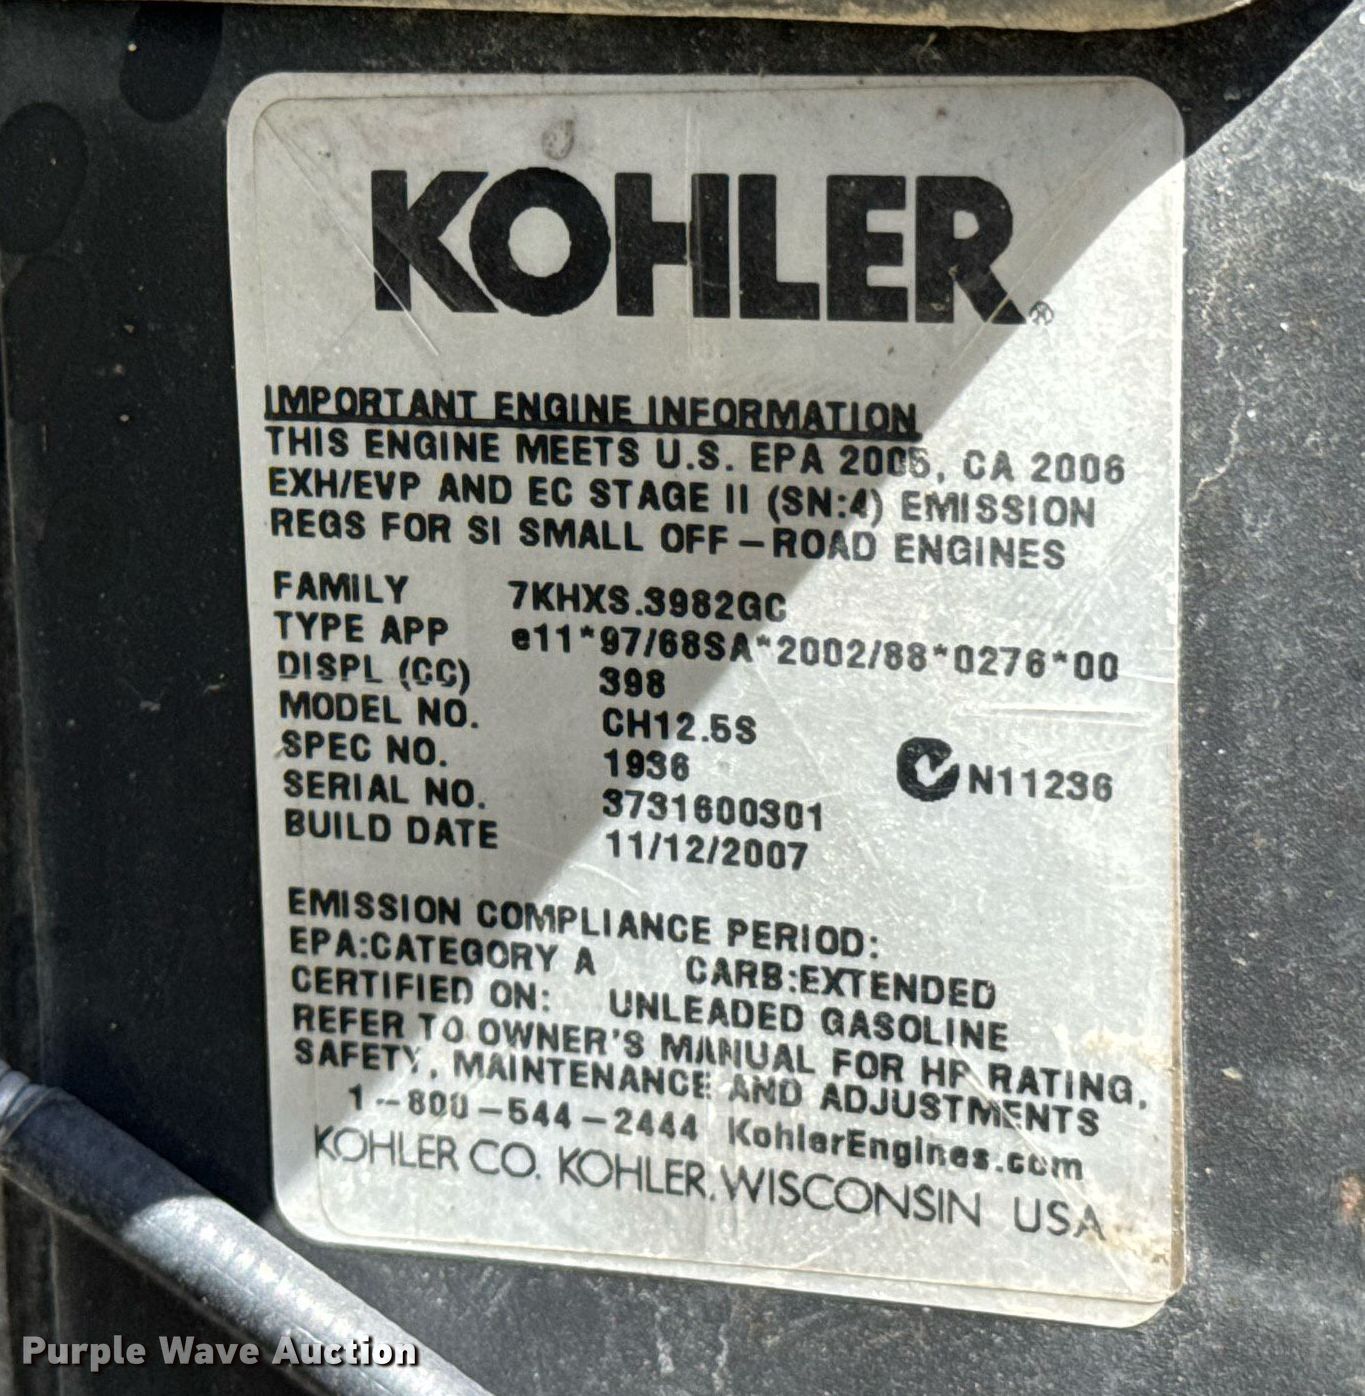 KOHLER®
IMPORTANT ENGINE INFORMATION
THIS ENGINE MEETS U.S. EPA 2005, CA 2006
EXH/EVP AND EC STAGE II (SN:4) EMISSION
REGS FOR SI SMALL OFF-ROAD ENGINES
FAMILY 7KHXS.3982GC
TYPE APP e11*97/68SA*2002/88*0276*00
DISPL (CC) 398
MODEL NO. CH12.5S
SPEC NO. 1936
N11236
SERIAL NO. 3731600301
BUILD DATE 11/12/2007
EMISSION COMPLIANCE PERIOD:
EPA:CATEGORY A CARB:EXTENDED
CERTIFIED ON: UNLEADED GASOLINE
REFER TO OWNER'S MANUAL FOR HP RATING,
SAFETY, MAINTENANCE AND ADJUSTMENTS
1-800-544-2444 KohlerEngines.com
KOHLER CO. KOHLER, WISCONSIN USA
Purple Wave Auction